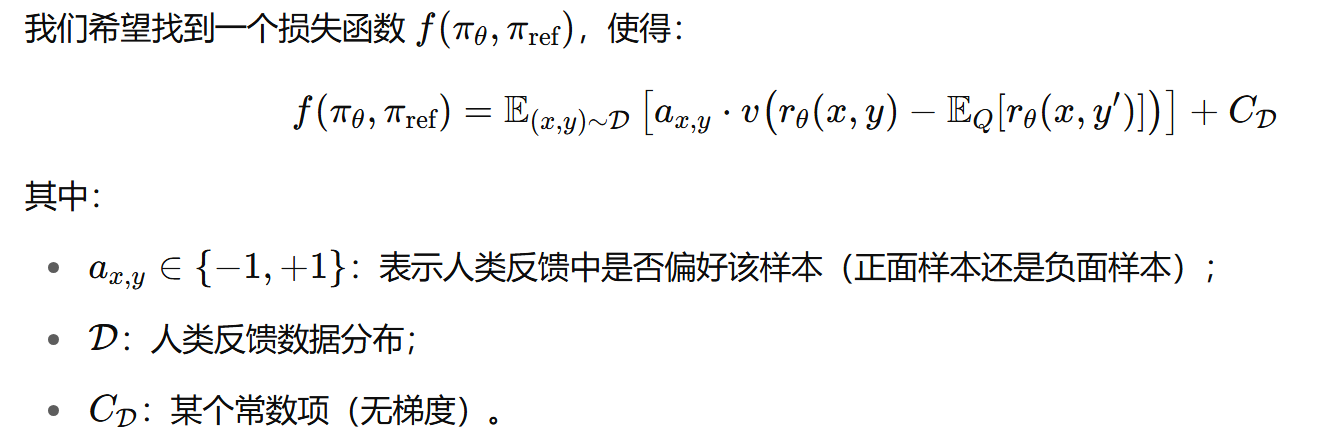 我们希望找到一个损失函数 $f(\pi_\theta, \pi_{\text{ref}})$，使得：
$$f(\pi_\theta, \pi_{\text{ref}}) = \mathbb{E}_{(x,y)\sim\mathcal{D}} \left[ a_{x,y} \cdot v\big( r_\theta(x,y) - \mathbb{E}_Q[r_\theta(x,y')] \big) \right] + C_{\mathcal{D}}$$
其中：
• $a_{x,y} \in \{-1, +1\}$：表示人类反馈中是否偏好该样本（正面样本还是负面样本）；
• $\mathcal{D}$：人类反馈数据分布；
• $C_{\mathcal{D}}$：某个常数项（无梯度）。